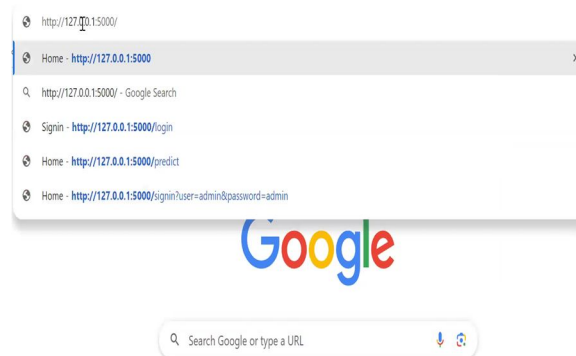 http://127.0.0.1:5000/
Home - http://127.0.0.1:5000
http://127.0.0.1:5000/ - Google Search
Signin - http://127.0.0.1:5000/login
Home - http://127.0.0.1:5000/predict
Home - http://127.0.0.1:5000/signin?user=admin&password=admin
Google
Search Google or type a URL